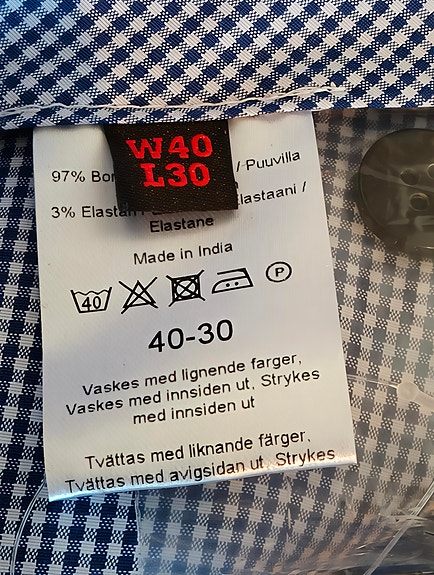 W40
L30
97% / Puuvilla
3% Elastan Elastaani /
Elastane
Made in India
40 P
40-30
Vaskes med lignende farger,
Vaskes med innsiden ut, Strykes
med innsiden ut
Tvättas med liknande färger,
Tvättas med avigsidan ut, Strykes